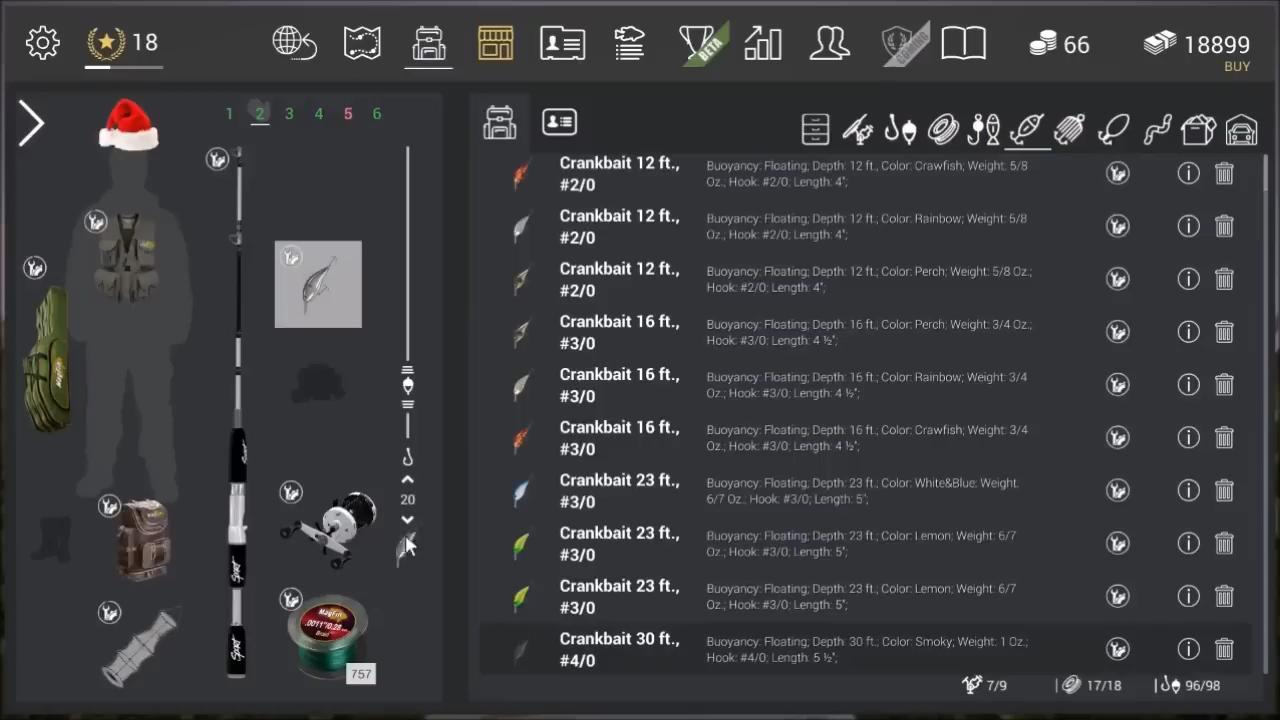 18
BETA
COMING
66
18899
BUY
1 2 3 4 5 6
Crankbait 12 ft.,
#2/0
Buoyancy: Floating; Depth: 12 ft.; Color: Crawfish; Weight: 5/8
Oz.; Hook: #2/0; Length: 4";
Crankbait 12 ft.,
#2/0
Buoyancy: Floating; Depth: 12 ft.; Color: Rainbow; Weight: 5/8
Oz.; Hook: #2/0; Length: 4";
Crankbait 12 ft.,
#2/0
Buoyancy: Floating; Depth: 12 ft.; Color: Perch; Weight: 5/8 Oz.;
Hook: #2/0; Length: 4";
Crankbait 16 ft.,
#3/0
Buoyancy: Floating; Depth: 16 ft.; Color: Perch; Weight: 3/4 Oz.;
Hook: #3/0; Length: 4 ½";
Crankbait 16 ft.,
#3/0
Buoyancy: Floating; Depth: 16 ft.; Color: Rainbow; Weight: 3/4
Oz.; Hook: #3/0; Length: 4 ½";
Crankbait 16 ft.,
#3/0
Buoyancy: Floating; Depth: 16 ft.; Color: Crawfish; Weight: 3/4
Oz.; Hook: #3/0; Length: 4 ½";
Crankbait 23 ft.,
#3/0
Buoyancy: Floating; Depth: 23 ft.; Color: White&Blue; Weight:
6/7 Oz.; Hook: #3/0; Length: 5";
Crankbait 23 ft.,
#3/0
Buoyancy: Floating; Depth: 23 ft.; Color: Lemon; Weight: 6/7
Oz.; Hook: #3/0; Length: 5";
Crankbait 23 ft.,
#3/0
Buoyancy: Floating; Depth: 23 ft.; Color: Lemon; Weight: 6/7
Oz.; Hook: #3/0; Length: 5";
Crankbait 30 ft.,
#4/0
Buoyancy: Floating; Depth: 30 ft.; Color: Smoky; Weight: 1 Oz.;
Hook: #4/0; Length: 5 ½";
20
Sport
Sport
MagFin
Braid
757
7/9
17/18
96/98